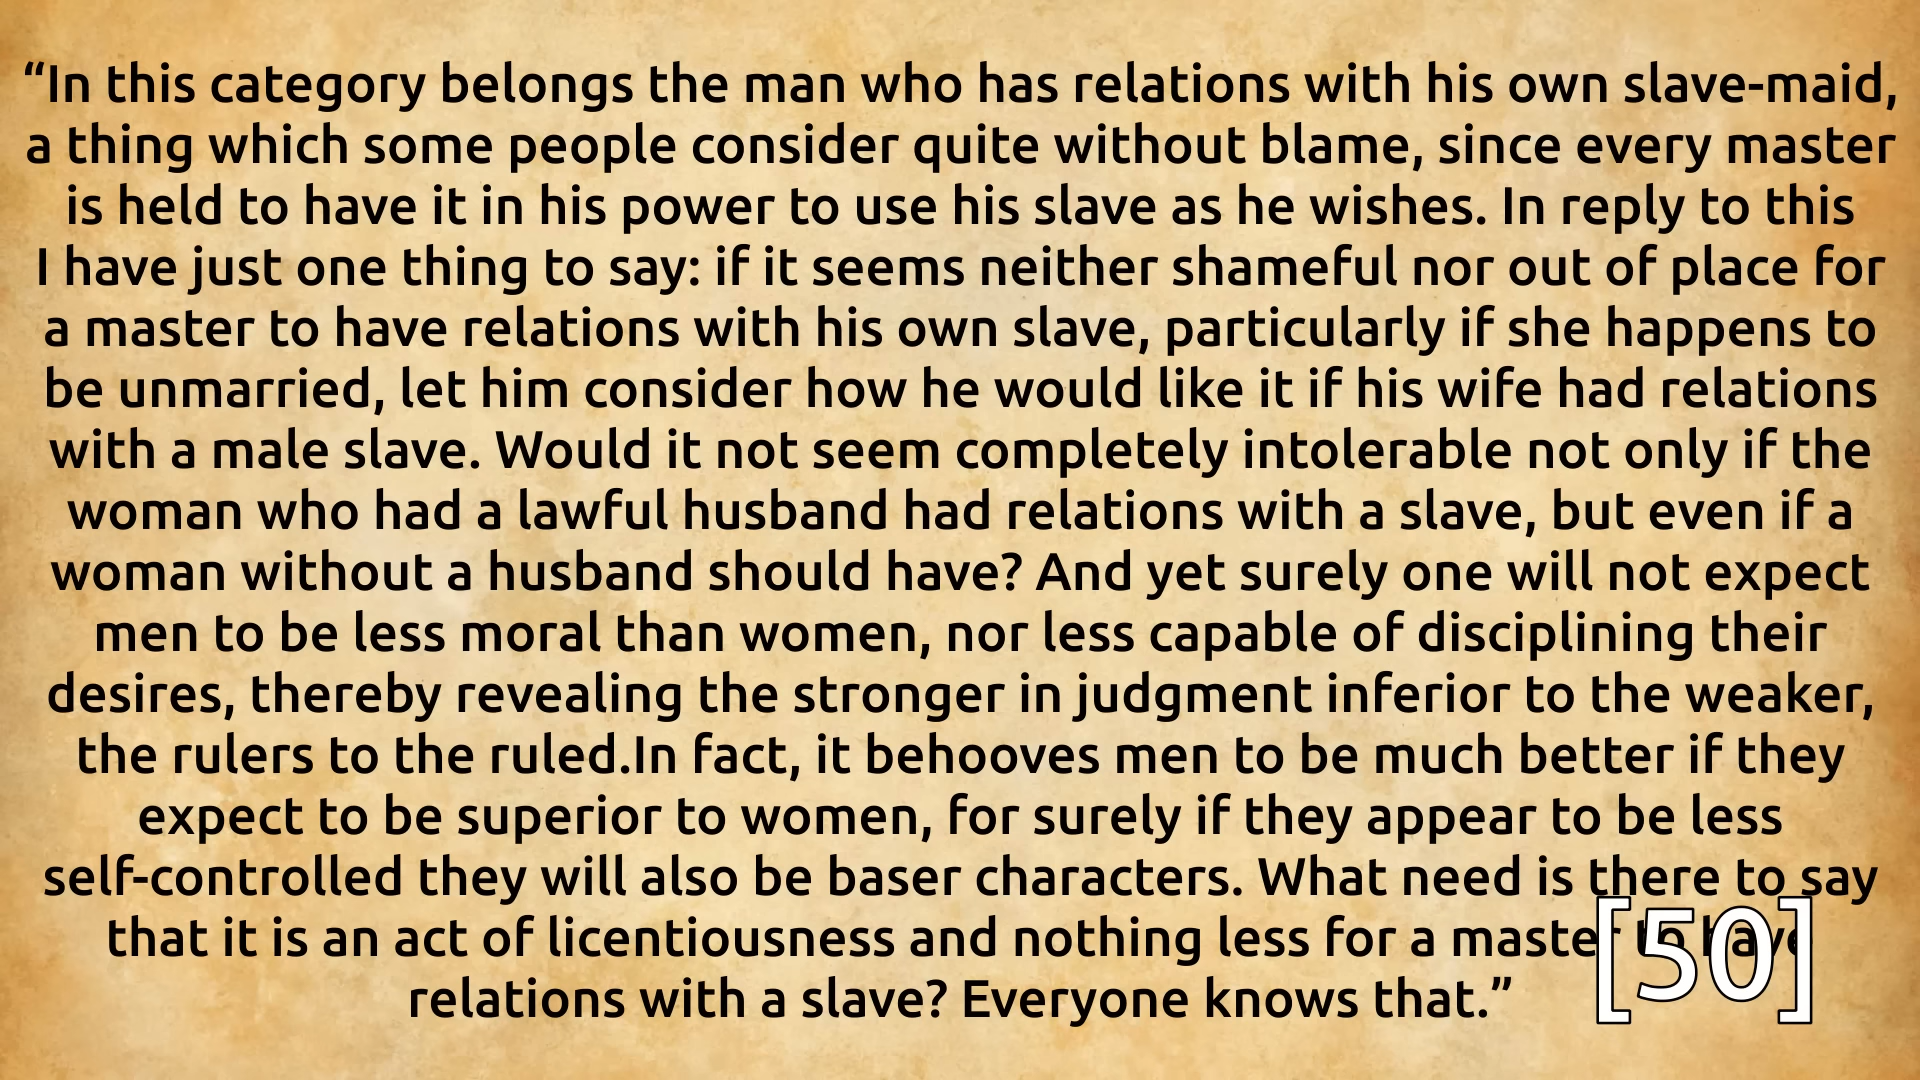 “In this category belongs the man who has relations with his own slave-maid,
a thing which some people consider quite without blame, since every master
is held to have it in his power to use his slave as he wishes. In reply to this
I have just one thing to say: if it seems neither shameful nor out of place for
a master to have relations with his own slave, particularly if she happens to
be unmarried, let him consider how he would like it if his wife had relations
with a male slave. Would it not seem completely intolerable not only if the
woman who had a lawful husband had relations with a slave, but even if a
woman without a husband should have? And yet surely one will not expect
men to be less moral than women, nor less capable of disciplining their
desires, thereby revealing the stronger in judgment inferior to the weaker,
the rulers to the ruled.In fact, it behooves men to be much better if they
expect to be superior to women, for surely if they appear to be less
self-controlled they will also be baser characters. What need is there to say
that it is an act of licentiousness and nothing less for a master to have
relations with a slave? Everyone knows that.”
[50]